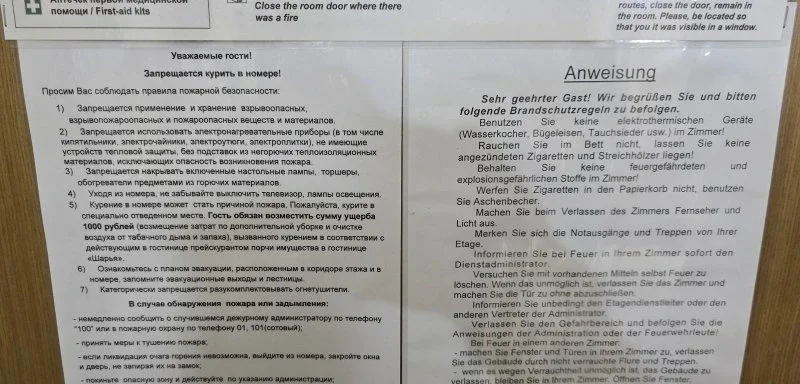 Аптечек первой медицинской
помощи / First-aid kits
Close the room door where there
was a fire
routes, close the door, remain in
the room. Please, be located so
that you it was visible in a window.
Уважаемые гости!
Запрещается курить в номере!
Просим Вас соблюдать правила пожарной безопасности:
1) Запрещается применение и хранение взрывоопасных,
взрывопожароопасных и пожароопасных веществ и материалов.
2) Запрещается использовать электронагревательные приборы (в том числе
кипятильники, электрочайники, электроутюги, электроплитки), не имеющие
устройств тепловой защиты, без подставок из негорючих теплоизоляционных
материалов, исключающих опасность возникновения пожара.
3) Запрещается накрывать включенные настольные лампы, торшеры,
обогреватели предметами из горючих материалов.
4) Уходя из номера, не забывайте выключить телевизор, лампы освещения.
5) Курение в номере может стать причиной пожара. Пожалуйста, курите в
специально отведенном месте. Гость обязан возместить сумму ущерба
1000 рублей (возмещение затрат по дополнительной уборке и очистке
воздуха от табачного дыма и запаха), вызванного курением в соответствии с
действующим в гостинице прейскурантом порчи имущества в гостинице
«Шарья».
6) Ознакомьтесь с планом эвакуации, расположенным в коридоре этажа и в
номере, запомните эвакуационные выходы и лестницы.
7) Категорически запрещается разукомплектовывать огнетушители.
В случае обнаружения пожара или задымления:
- немедленно сообщить о случившемся дежурному администратору по телефону
"100" или в пожарную охрану по телефону 01, 101(сотовый);
- принять меры к тушению пожара;
- если ликвидация очага горения невозможна, выйдите из номера, закройте окна
и дверь, не запирая их на замок;
- покиньте опасную зону и действуйте по указанию администрации;
Anweisung
Sehr geehrter Gast! Wir begrüßen Sie und bitten
folgende Brandschutzregeln zu befolgen.
Benutzen Sie keine elektrothermischen Geräte
(Wasserkocher, Bügeleisen, Tauchsieder usw.) im Zimmer!
Rauchen Sie im Bett nicht, lassen Sie keine
angezündeten Zigaretten und Streichhölzer liegen!
Behalten Sie keine feuergefährdeten und
explosionsgefährlichen Stoffe im Zimmer!
Werfen Sie Zigaretten in den Papierkorb nicht, benutzen
Sie Aschenbecher.
Machen Sie beim Verlassen des Zimmers Fernseher und
Licht aus.
Merken Sie sich die Notausgänge und Treppen von Ihrer
Etage.
Informieren Sie bei Feuer in Ihrem Zimmer sofort den
Dienstadministrator.
Versuchen Sie mit vorhandenen Mitteln selbst Feuer zu
löschen. Wenn das unmöglich ist, verlassen Sie das Zimmer und
machen Sie die Tür zu ohne abzuschließen.
Informieren Sie unbedingt den Etagendienstleiter oder den
anderen Vertreter der Administrator.
Verlassen Sie den Gefahrbereich und befolgen Sie die
Anweisungen der Administration oder der Feuerwehrleute!
Bei Feuer in einem anderen Zimmer:
- machen Sie Fenster und Türen in Ihrem Zimmer zu, verlassen
Sie das Gebäude durch nicht verrauchte Flure und Treppen.
- wenn es wegen Verrauchtheit unmöglich ist, das Gebäude zu
verlassen, bleiben Sie in Ihrem Zimmer. Öffnen Sie Fenster,